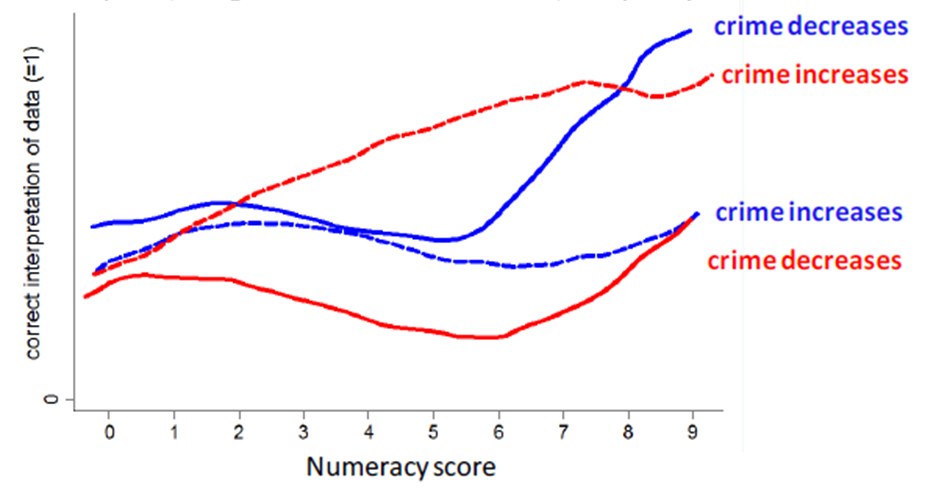 crime decreases
crime increases
crime increases
crime decreases
correct interpretation of data (=1)
0
0 1 2 3 4 5 6 7 8 9
Numeracy score